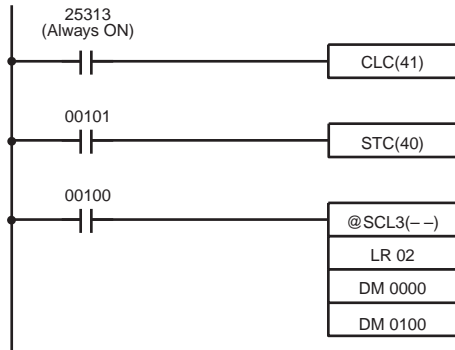 25313
(Always ON)
CLC(41)
00101
STC(40)
00100
@SCL3(– –)
LR 02
DM 0000
DM 0100